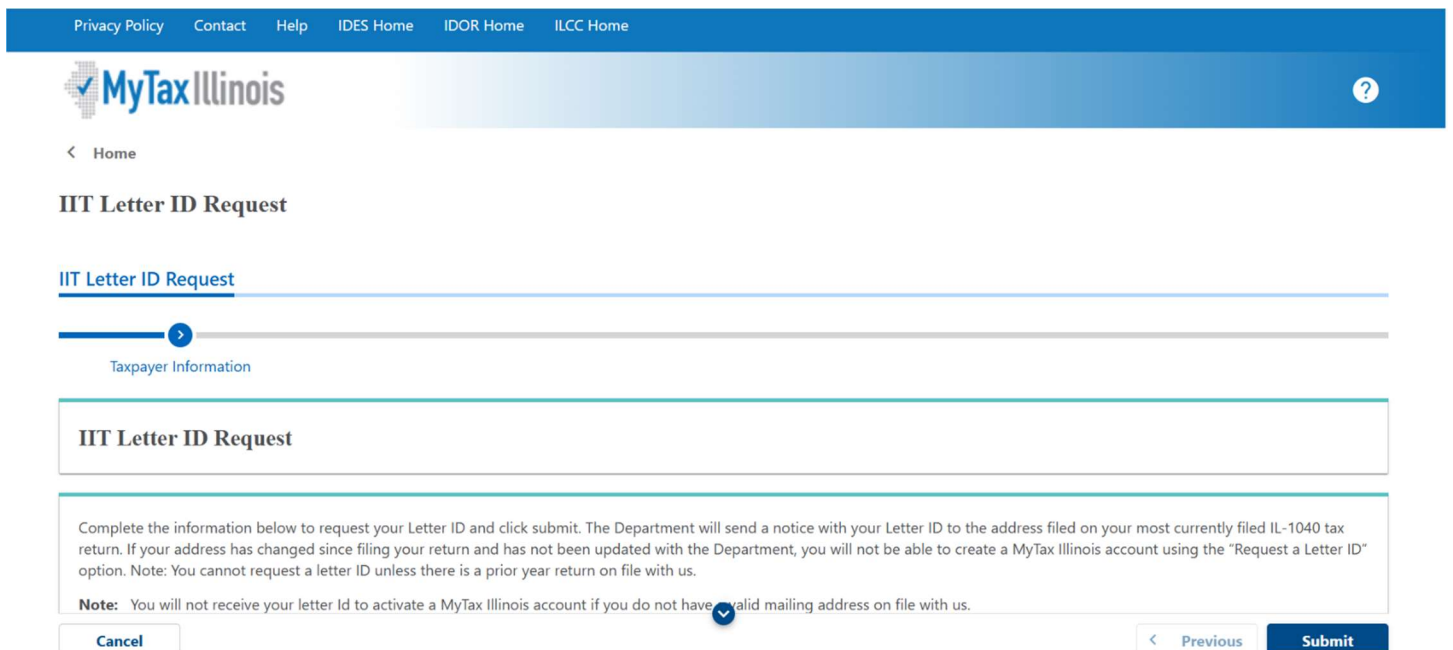 Privacy Policy Contact Help IDES Home IDOR Home ILCC Home
MyTax Illinois
?
Home
IIT Letter ID Request
IIT Letter ID Request
Taxpayer Information
IIT Letter ID Request
Complete the information below to request your Letter ID and click submit. The Department will send a notice with your Letter ID to the address filed on your most currently filed IL-1040 tax
return. If your address has changed since filing your return and has not been updated with the Department, you will not be able to create a MyTax Illinois account using the “Request a Letter ID”
option. Note: You cannot request a letter ID unless there is a prior year return on file with us.
Note: You will not receive your letter Id to activate a MyTax Illinois account if you do not have valid mailing address on file with us.
Cancel Previous Submit